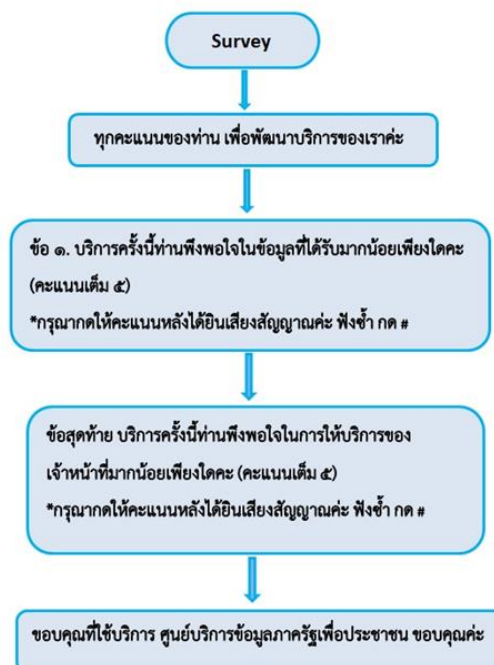 Survey
ทุกคะแนนของท่าน เพื่อพัฒนาบริการของเราค่ะ
ข้อ ๑. บริการครั้งนี้ท่านพึงพอใจในข้อมูลที่ได้รับมากน้อยเพียงใดคะ
(คะแนนเต็ม ๕)
*กรุณากดให้คะแนนหลังได้ยินเสียงสัญญาณค่ะ ฟังซ้ำ กด #
ข้อสุดท้าย บริการครั้งนี้ท่านพึงพอใจในการให้บริการของ
เจ้าหน้าที่มากน้อยเพียงใดคะ (คะแนนเต็ม ๕)
*กรุณากดให้คะแนนหลังได้ยินเสียงสัญญาณค่ะ ฟังซ้ำ กด #
ขอบคุณที่ใช้บริการ ศูนย์บริการข้อมูลภาครัฐเพื่อประชาชน ขอบคุณค่ะ